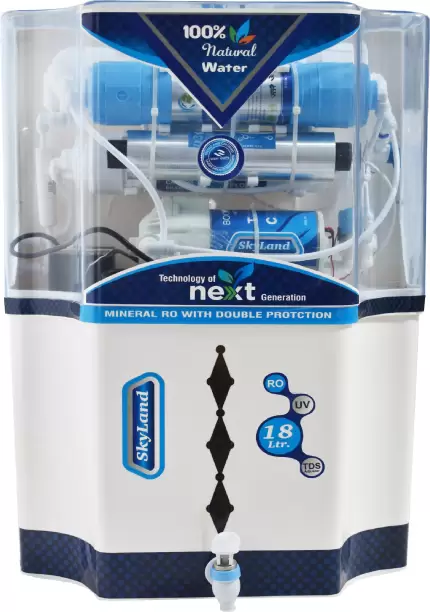 100%
Natural
Water
SkyLand
Technology of
next
Generation
MINERAL RO WITH DOUBLE PROTCTION
SkyLand
RO
UV
18
Ltr.
TDS